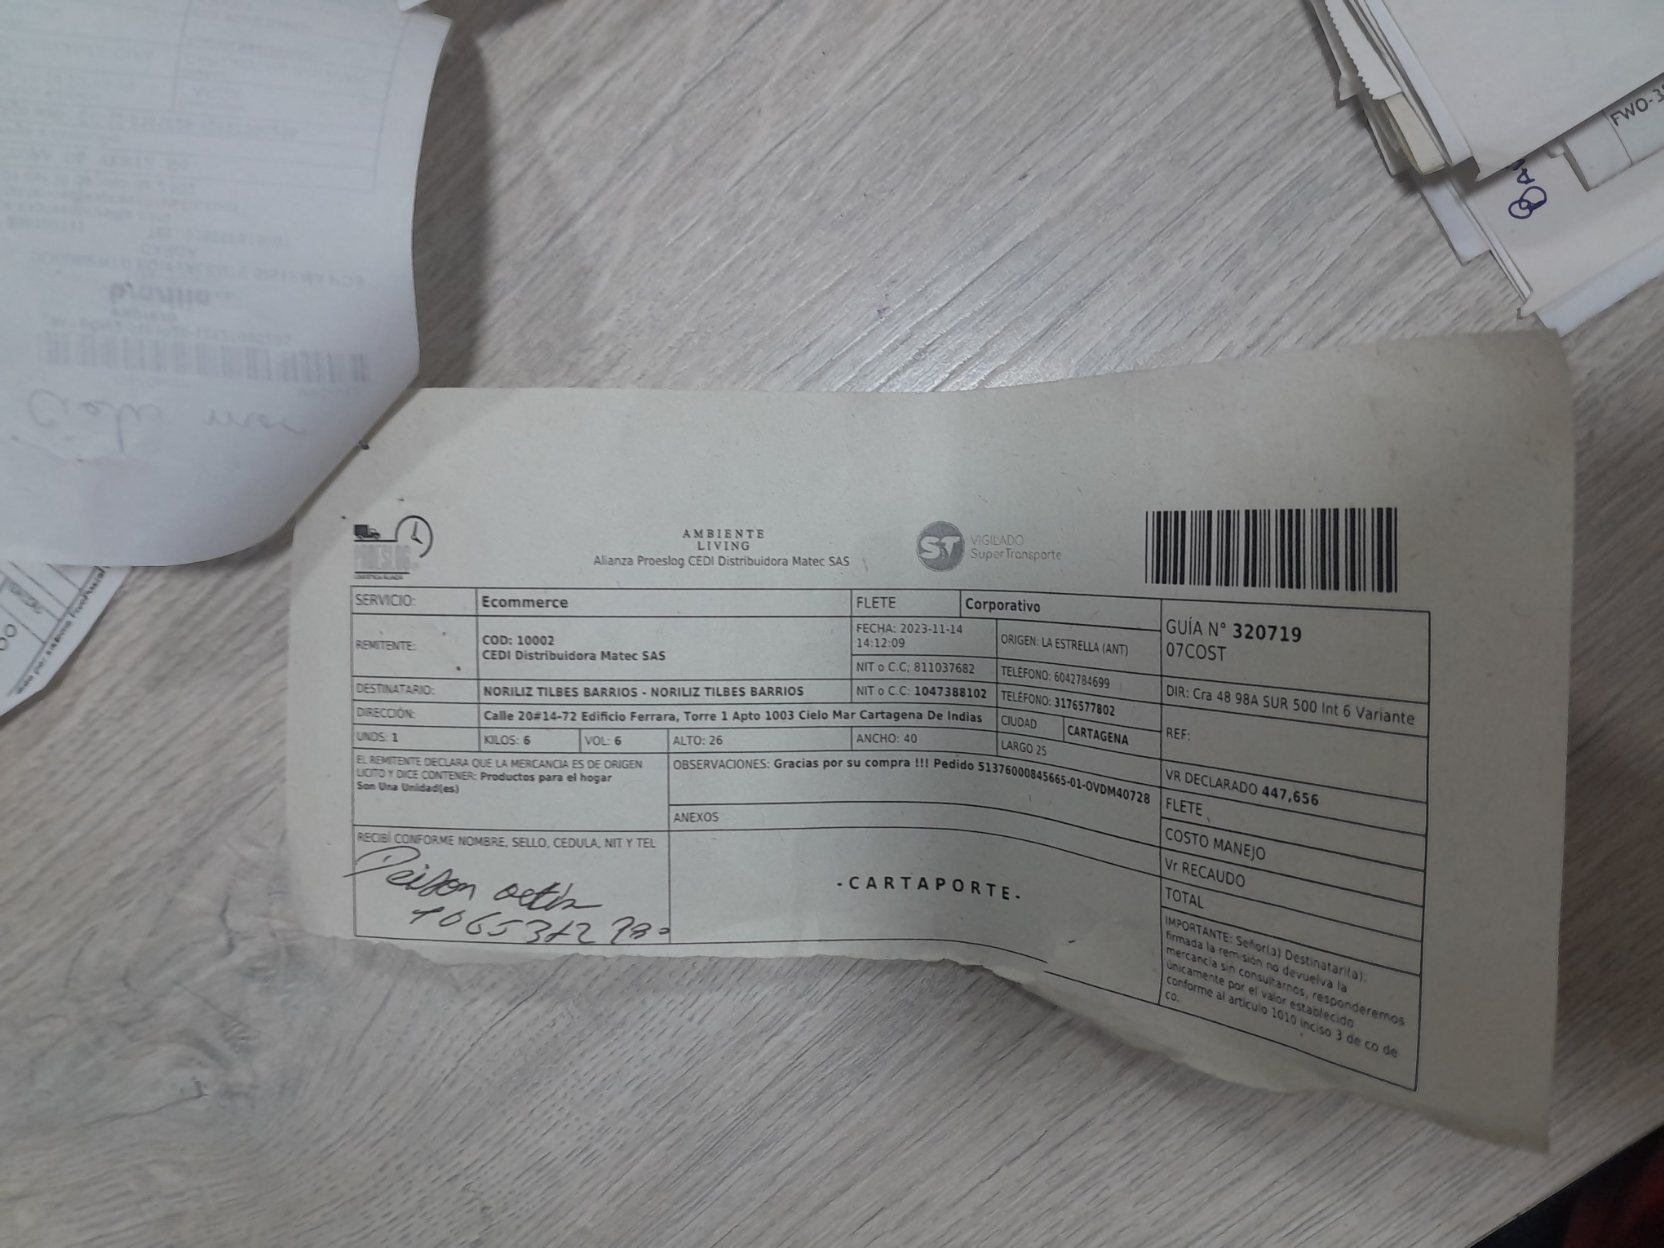 FWO-3
PROESLOG
AMBIENTE
LIVING
Alianza Proeslog CEDI Distribuidora Matec SAS
ST
VIGILADO
SuperTransporte
SERVICIO:
Ecommerce
FLETE
Corporativo
GUÍA N° 320719
07COST
REMITENTE:
COD: 10002
CEDI Distribuidora Matec SAS
FECHA: 2023-11-14
14:12:09
ORIGEN: LA ESTRELLA (ANT)
NIT o C.C: 811037682
TELÉFONO: 6042784699
DIR: Cra 48 98A SUR 500 Int 6 Variante
DESTINATARIO:
NORILIZ TILBES BARRIOS - NORILIZ TILBES BARRIOS
NIT o C.C: 1047388102
TELÉFONO: 3176577802
DIRECCIÓN:
Calle 20#14-72 Edificio Ferrara, Torre 1 Apto 1003 Cielo Mar Cartagena De Indias
CIUDAD
CARTAGENA
REF:
UNDS: 1
KILOS: 6
VOL: 6
ALTO: 26
ANCHO: 40
LARGO 25
EL REMITENTE DECLARA QUE LA MERCANCIA ES DE ORIGEN
LICITO Y DICE CONTENER: Productos para el hogar
Son Una Unidad(es)
OBSERVACIONES: Gracias por su compra !!! Pedido 51376000845665-01-OVDM40728
VR DECLARADO 447,656
FLETE
ANEXOS
COSTO MANEJO
RECIBÍ CONFORME NOMBRE, SELLO, CEDULA, NIT Y TEL
-CARTAPORTE-
Vr RECAUDO
TOTAL
IMPORTANTE: Señor(a) Destinatari(a):
firmada la remisión no devuelva la
mercancía sin consultarnos, responderemos
únicamente por el valor establecido
conforme al articulo 1010 inciso 3 de co de
co.